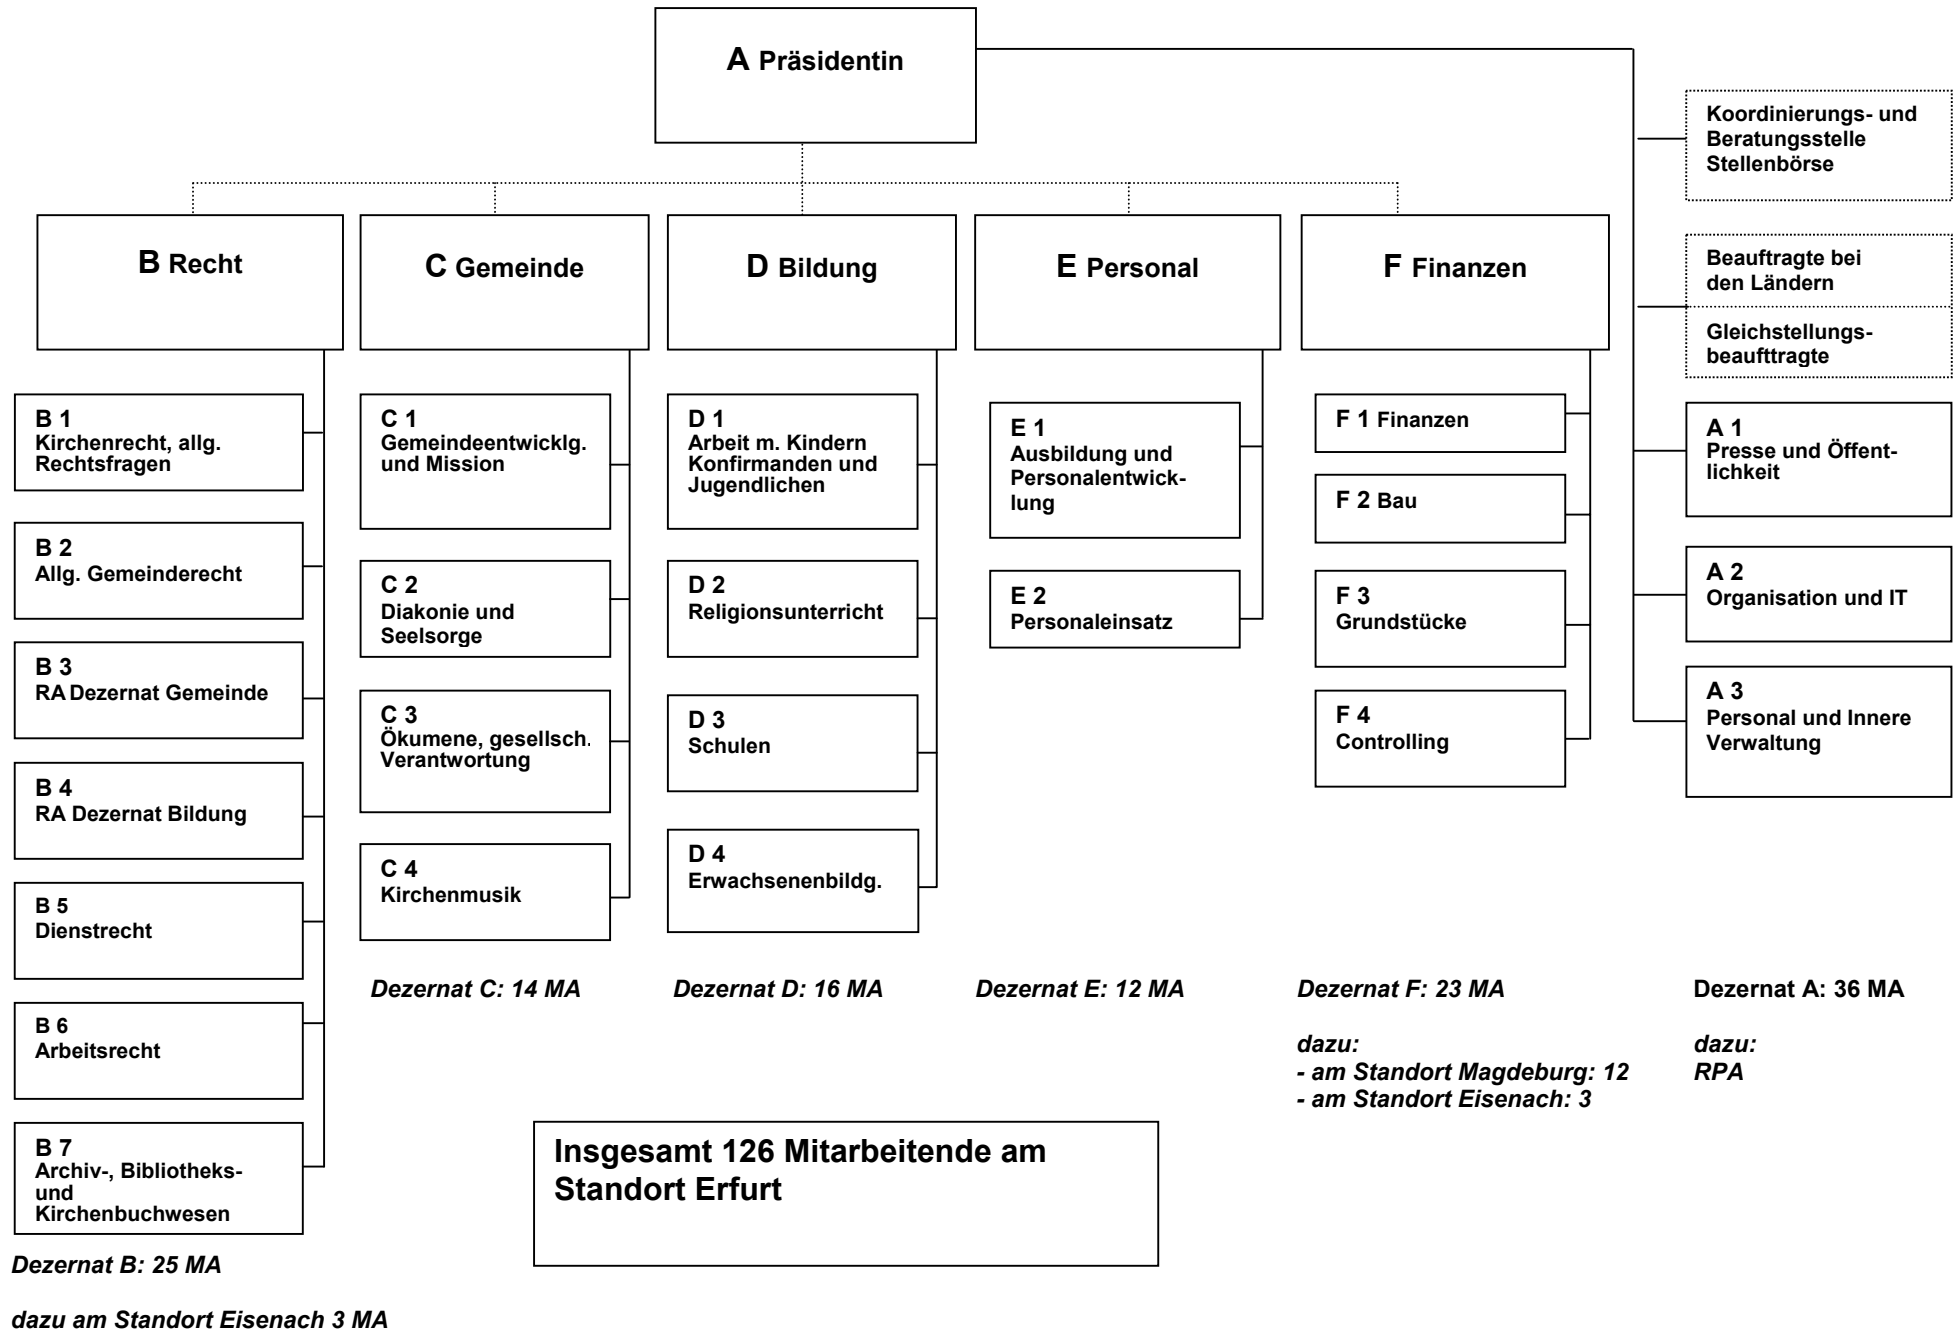 A Präsidentin
Koordinierungs- und
Beratungsstelle
Stellenbörse
Beauftragte bei
den Ländern
Gleichstellungs-
beaufttragte
B Recht
C Gemeinde
D Bildung
E Personal
F Finanzen
B 1
Kirchenrecht, allg.
Rechtsfragen
B 2
Allg. Gemeinderecht
B 3
RA Dezernat Gemeinde
B 4
RA Dezernat Bildung
B 5
Dienstrecht
B 6
Arbeitsrecht
B 7
Archiv-, Bibliotheks-
und
Kirchenbuchwesen
Dezernat B: 25 MA
dazu am Standort Eisenach 3 MA
C 1
Gemeindeentwicklg.
und Mission
C 2
Diakonie und
Seelsorge
C 3
Ökumene, gesellsch.
Verantwortung
C 4
Kirchenmusik
Dezernat C: 14 MA
D 1
Arbeit m. Kindern
Konfirmanden und
Jugendlichen
D 2
Religionsunterricht
D 3
Schulen
D 4
Erwachsenenbildg.
Dezernat D: 16 MA
E 1
Ausbildung und
Personalentwick-
lung
E 2
Personaleinsatz
Dezernat E: 12 MA
F 1 Finanzen
F 2 Bau
F 3
Grundstücke
F 4
Controlling
Dezernat F: 23 MA
dazu:
- am Standort Magdeburg: 12
- am Standort Eisenach: 3
A 1
Presse und Öffent-
lichkeit
A 2
Organisation und IT
A 3
Personal und Innere
Verwaltung
Dezernat A: 36 MA
dazu:
RPA
Insgesamt 126 Mitarbeitende am
Standort Erfurt